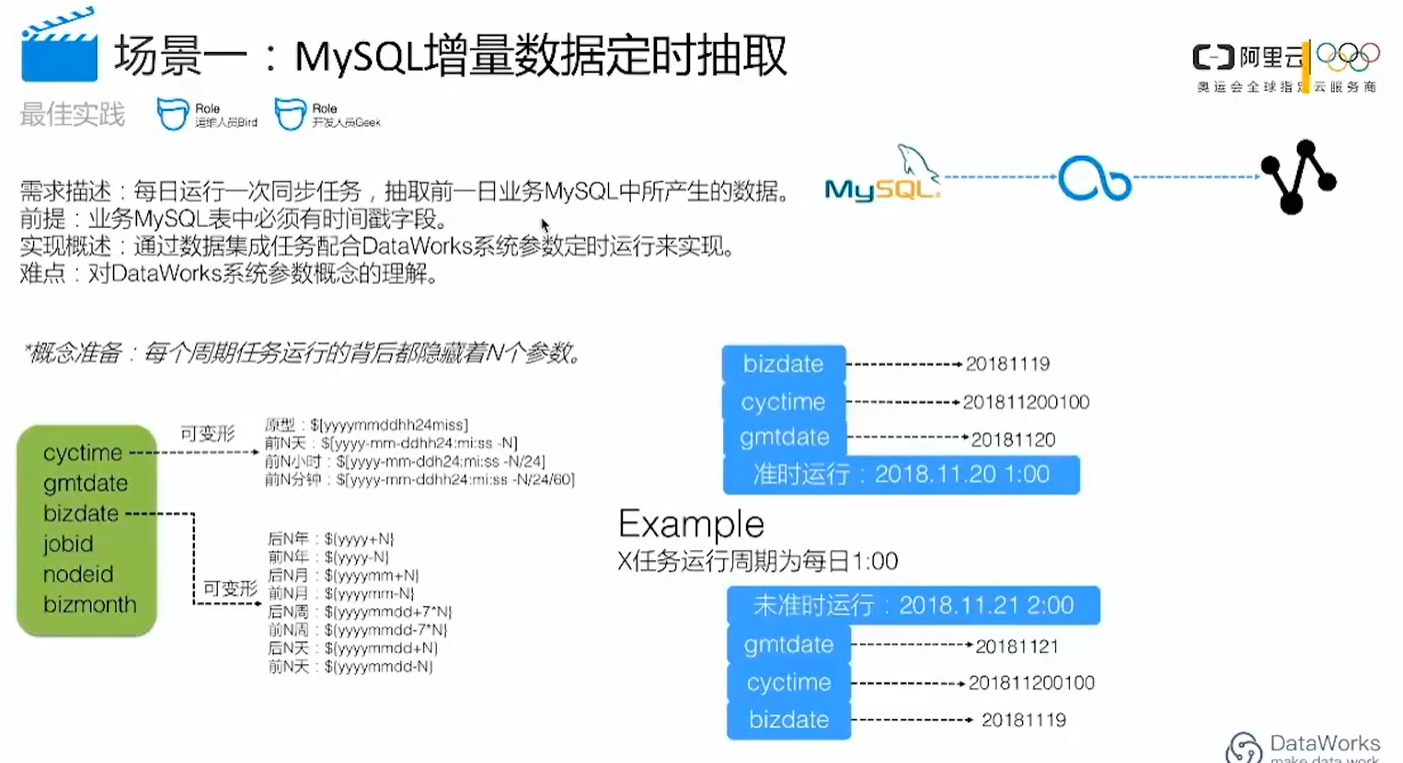 场景一：MySQL增量数据定时抽取
阿里云
奥运会全球指定云服务商
最佳实践
Role
运维人员Bird
Role
开发人员Geek
需求描述：每日运行一次同步任务，抽取前一日业务MySQL中所产生的数据。
前提：业务MySQL表中必须有时间戳字段。
实现概述：通过数据集成任务配合DataWorks系统参数定时运行来实现。
难点：对DataWorks系统参数概念的理解。
MySQL
*概念准备：每个周期任务运行的背后都隐藏着N个参数。
cyctime
gmtdate
bizdate
jobid
nodeid
bizmonth
可变形
原型：$[yyyymmddhh24miss]
前N天：$[yyyy-mm-ddhh24:mi:ss -N]
前N小时：$[yyyy-mm-ddh24:mi:ss -N/24]
前N分钟：$[yyyy-mm-ddhh24:mi:ss -N/24/60]
可变形
后N年：${yyyy+N}
前N年：${yyyy-N}
后N月：${yyyymm+N}
前N月：${yyyymm-N}
后N周：${yyyymmdd+7*N}
前N周：${yyyymmdd-7*N}
后N天：${yyyymmdd+N}
前N天：${yyyymmdd-N}
bizdate 20181119
cyctime 201811200100
gmtdate 20181120
准时运行：2018.11.20 1:00
Example
X任务运行周期为每日1:00
未准时运行：2018.11.21 2:00
gmtdate 20181121
cyctime 201811200100
bizdate 20181119
DataWorks
make data work